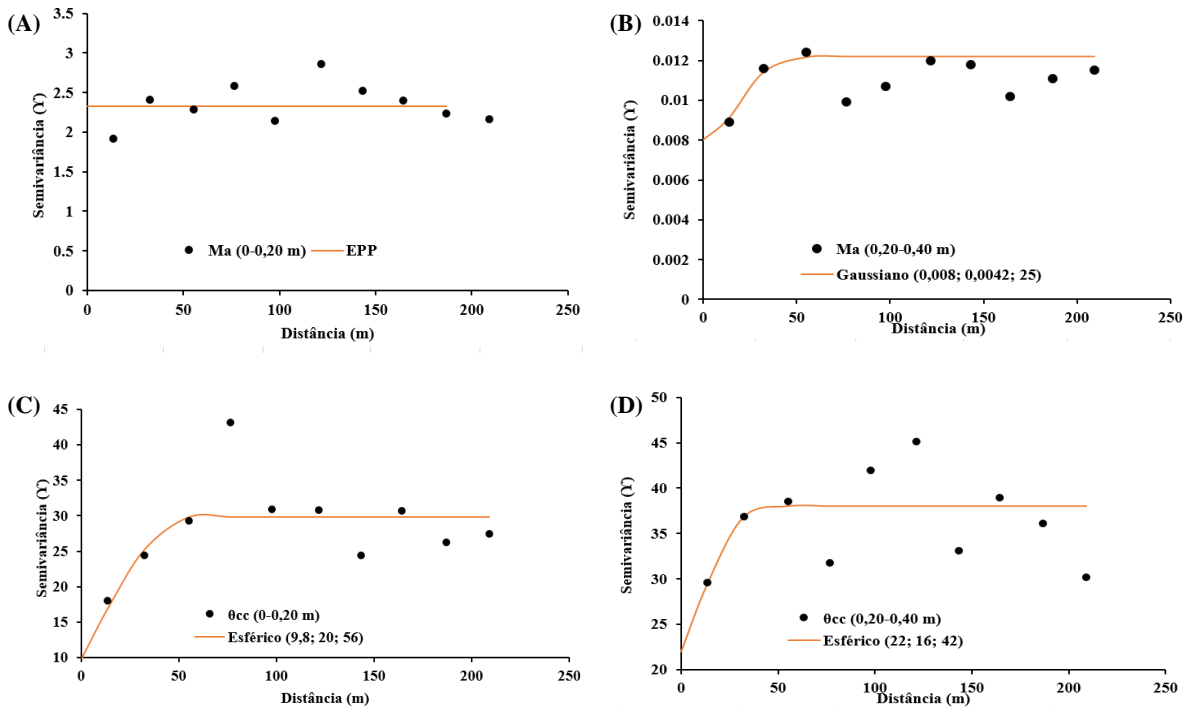 (A)
3.5
3
2.5
2
1.5
1
0.5
0
Semivariância (ϒ)
Ma (0-0,20 m) EPP
0 50 100 150 200 250
Distância (m)
(B)
0.014
0.012
0.01
0.008
0.006
0.004
0.002
0
Semivariância (ϒ)
Ma (0,20-0,40 m)
Gaussiano (0,008; 0,0042; 25)
0 50 100 150 200 250
Distância (m)
(C)
45
40
35
30
25
20
15
10
Semivariância (ϒ)
θcc (0-0,20 m)
Esférico (9,8; 20; 56)
0 50 100 150 200 250
Distância (m)
(D)
50
45
40
35
30
25
20
Semivariância (ϒ)
θcc (0,20-0,40 m)
Esférico (22; 16; 42)
0 50 100 150 200 250
Distância (m)